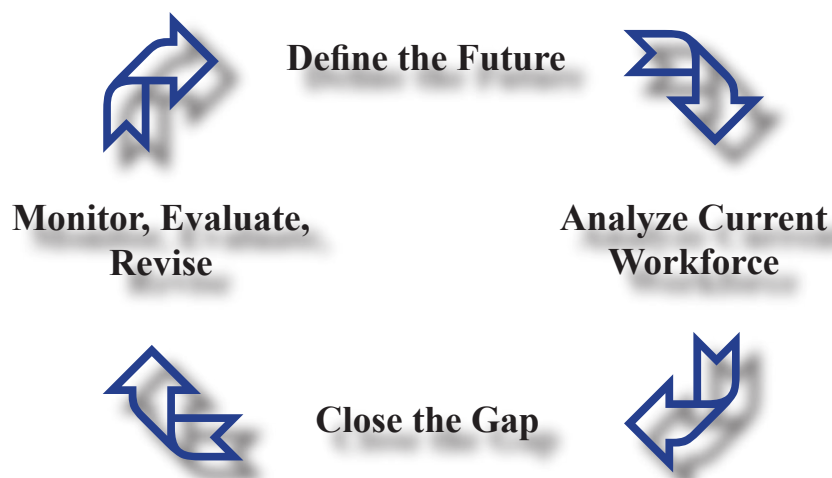 Define the Future
Monitor, Evaluate,
Revise
Analyze Current
Workforce
Close the Gap